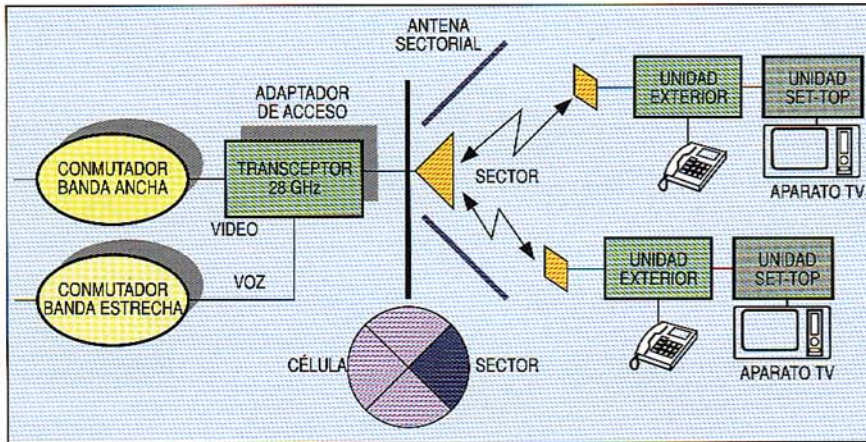 ANTENA
SECTORIAL
ADAPTADOR
DE ACCESO
CONMUTADOR
BANDA ANCHA
TRANSCEPTOR
28 GHz
VIDEO
SECTOR
UNIDAD
EXTERIOR
UNIDAD
SET-TOP
APARATO TV
CONMUTADOR
BANDA ESTRECHA
VOZ
UNIDAD
EXTERIOR
UNIDAD
SET-TOP
APARATO TV
CÉLULA
SECTOR